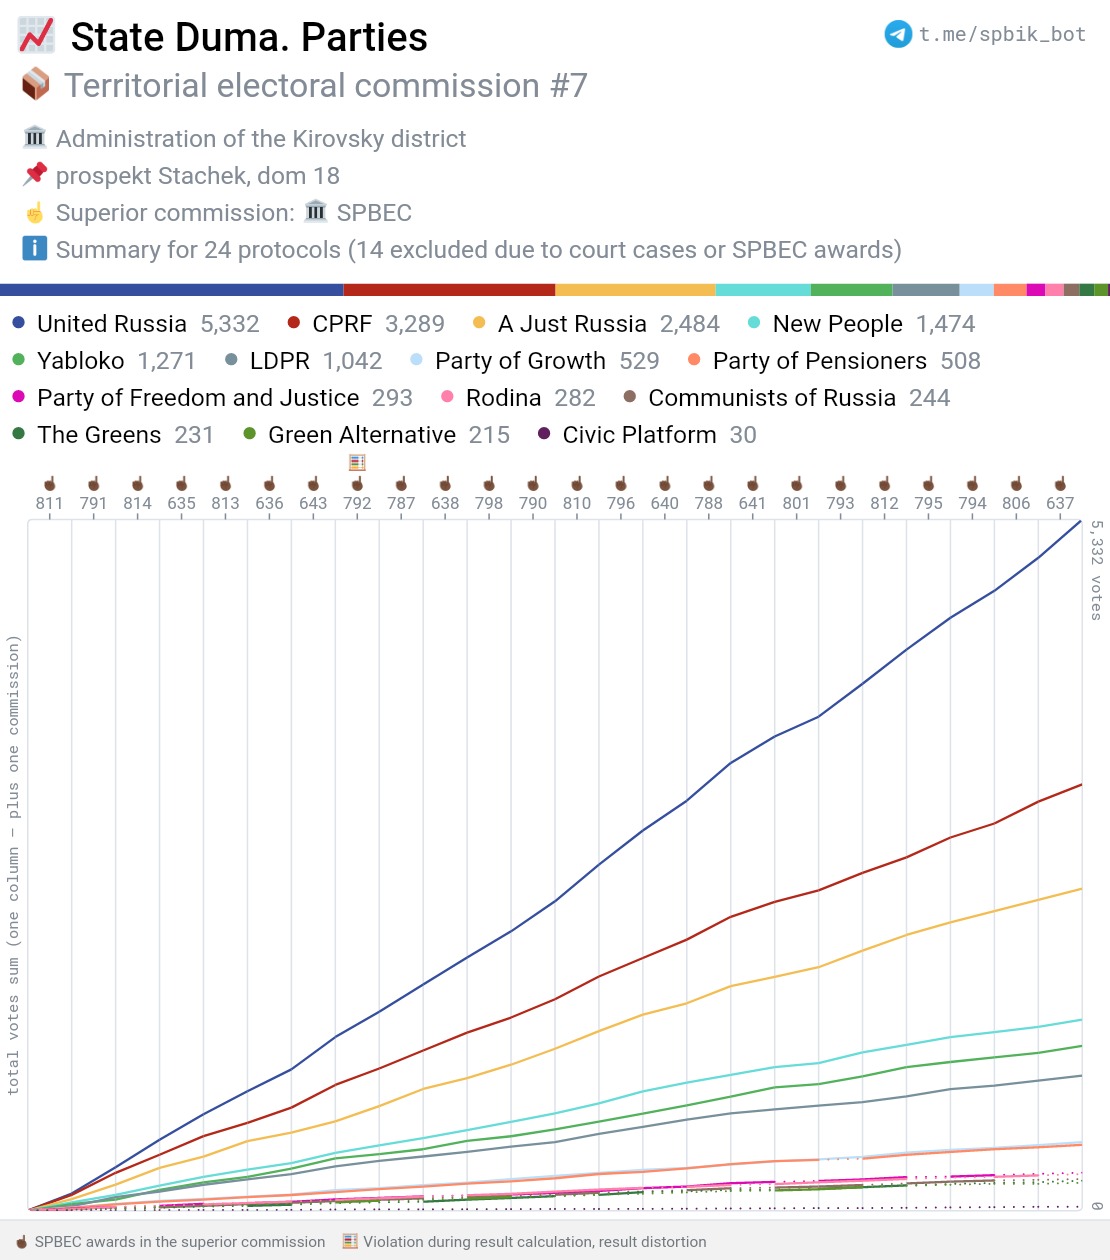 State Duma. Parties
t.me/spbik_bot
Territorial electoral commission #7
Administration of the Kirovsky district
prospekt Stachek, dom 18
Superior commission: SPBEC
Summary for 24 protocols (14 excluded due to court cases or SPBEC awards)
United Russia 5,332 CPRF 3,289 A Just Russia 2,484 New People 1,474
Yabloko 1,271 LDPR 1,042 Party of Growth 529 Party of Pensioners 508
Party of Freedom and Justice 293 Rodina 282 Communists of Russia 244
The Greens 231 Green Alternative 215 Civic Platform 30
811 791 814 635 813 636 643 792 787 638 798 790 810 796 640 788 641 801 793 812 795 794 806 637
5,332 votes
total votes sum (one column — plus one commission)
0
SPBEC awards in the superior commission Violation during result calculation, result distortion